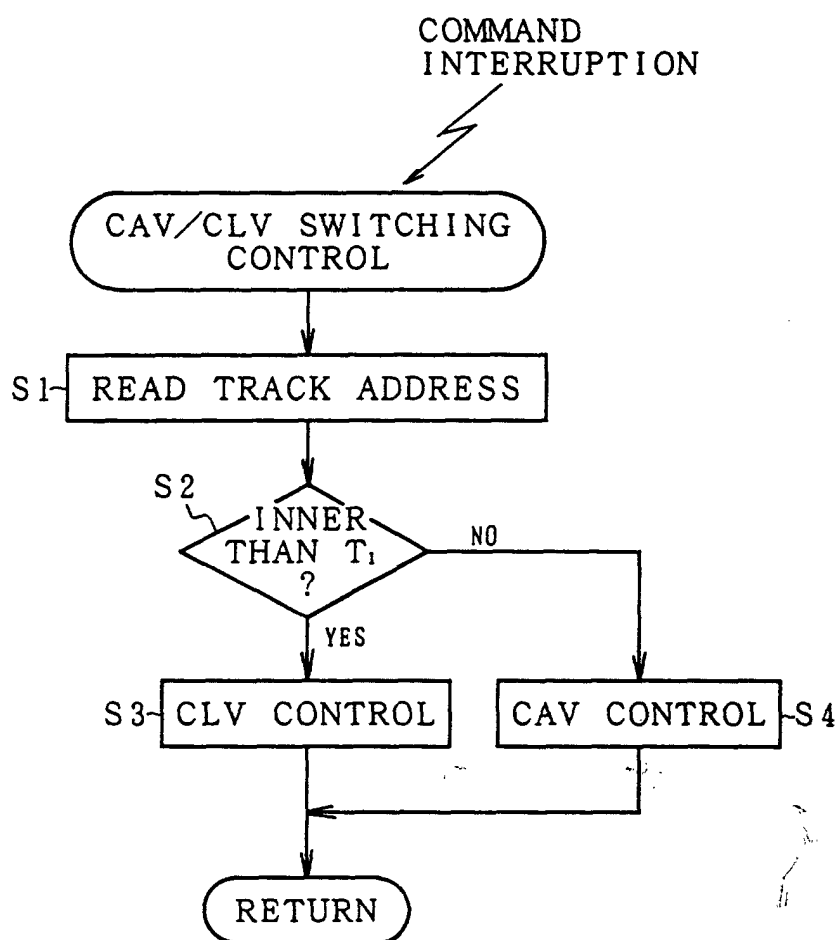 COMMAND
INTERRUPTION
CAV/CLV SWITCHING
CONTROL
S1
READ TRACK ADDRESS
S2
INNER
THAN T₁
?
NO
YES
S3
CLV CONTROL
CAV CONTROL
S4
RETURN